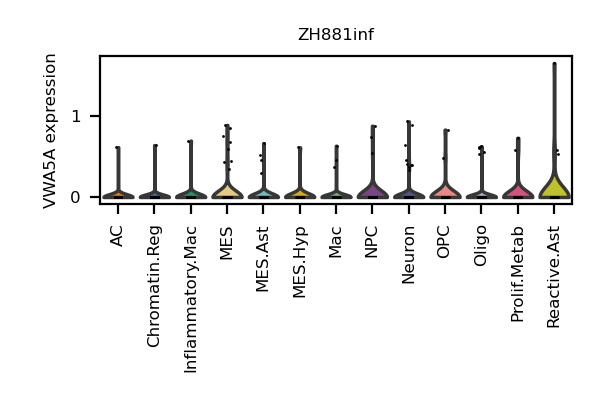 ZH881inf
VWA5A expression
1
0
AC
Chromatin.Reg
Inflammatory.Mac
MES
MES.Ast
MES.Hyp
Mac
NPC
Neuron
OPC
Oligo
Prolif.Metab
Reactive.Ast